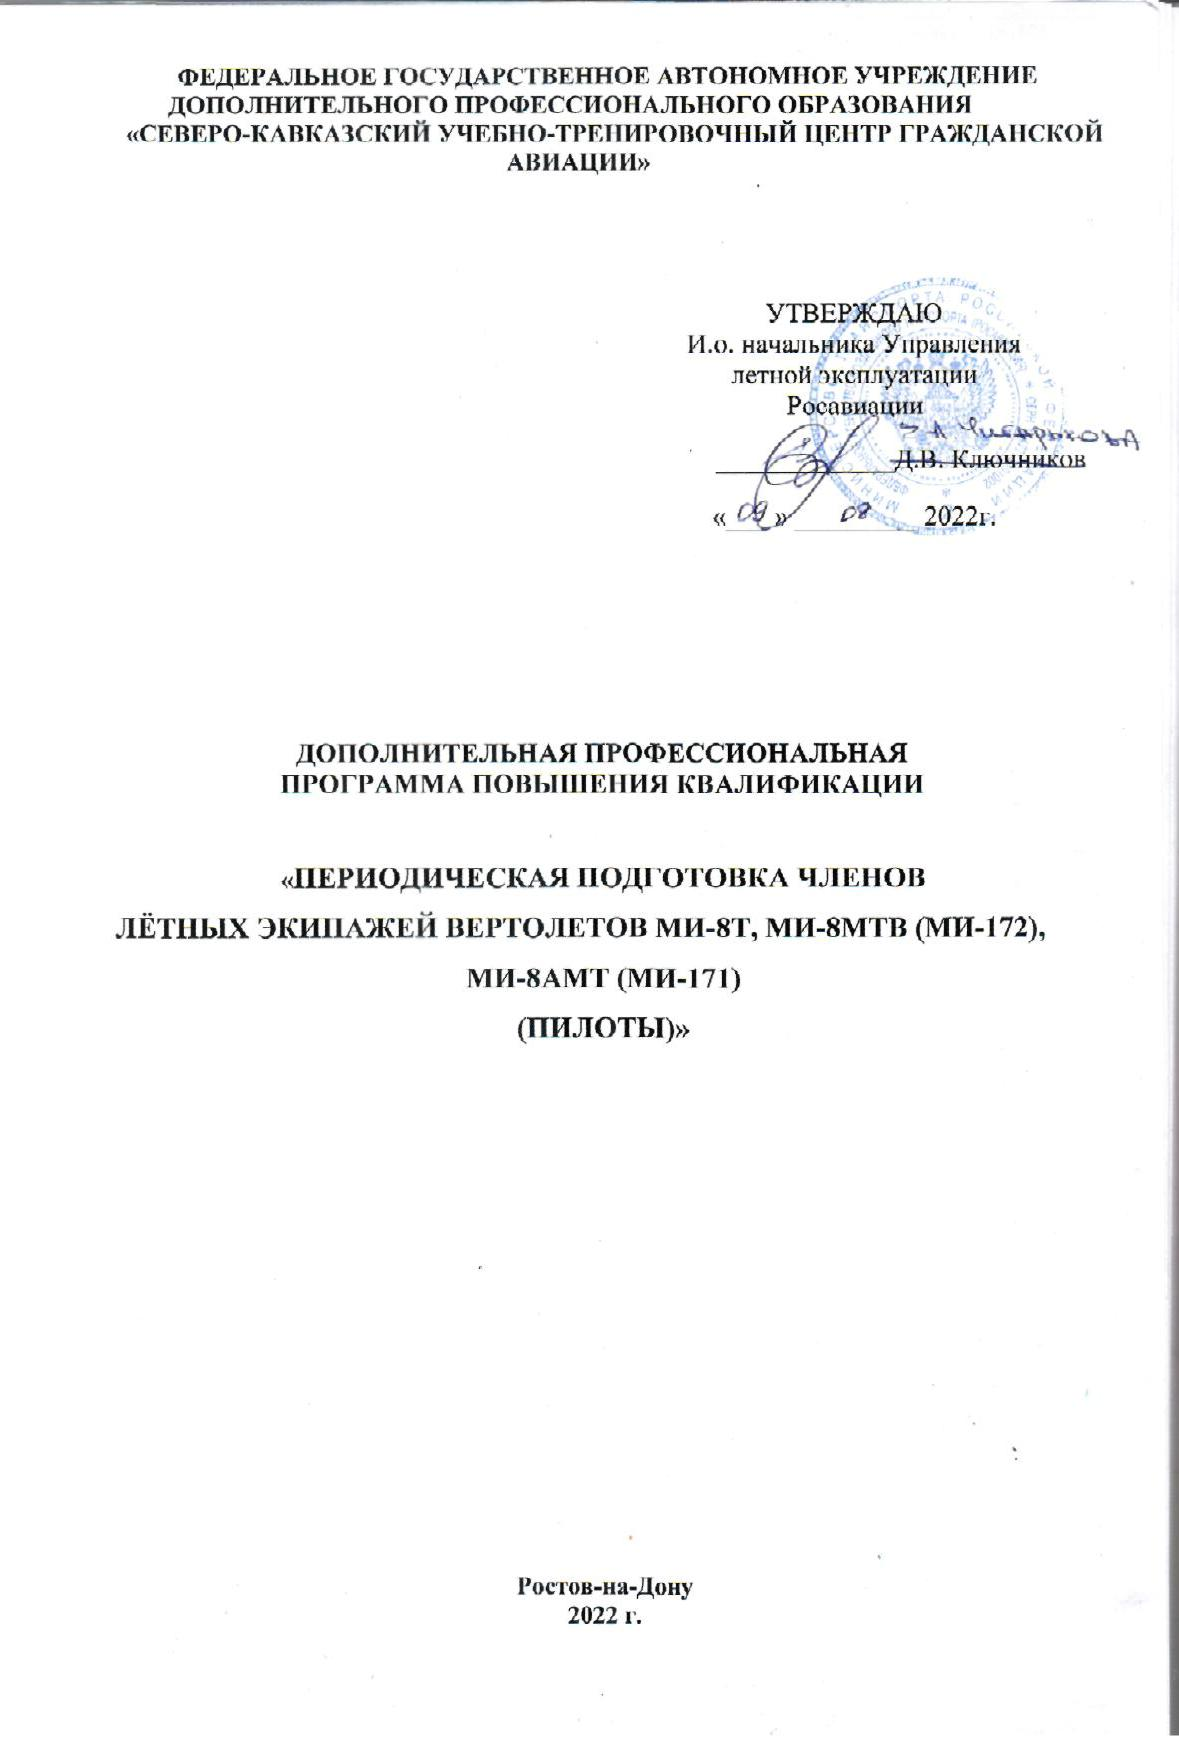 ФЕДЕРАЛЬНОЕ ГОСУДАРСТВЕННОЕ АВТОНОМНОЕ УЧРЕЖДЕНИЕ
ДОПОЛНИТЕЛЬНОГО ПРОФЕССИОНАЛЬНОГО ОБРАЗОВАНИЯ
«СЕВЕРО-КАВКАЗСКИЙ УЧЕБНО-ТРЕНИРОВОЧНЫЙ ЦЕНТР ГРАЖДАНСКОЙ
АВИАЦИИ»
УТВЕРЖДАЮ
И.о. начальника Управления
летной эксплуатации
Росавиации
Д.В. Ключников
«09» 08 2022г.
ДОПОЛНИТЕЛЬНАЯ ПРОФЕССИОНАЛЬНАЯ
ПРОГРАММА ПОВЫШЕНИЯ КВАЛИФИКАЦИИ
«ПЕРИОДИЧЕСКАЯ ПОДГОТОВКА ЧЛЕНОВ
ЛЁТНЫХ ЭКИПАЖЕЙ ВЕРТОЛЕТОВ МИ-8Т, МИ-8МТВ (МИ-172),
МИ-8АМТ (МИ-171)
(ПИЛОТЫ)»
Ростов-на-Дону
2022 г.